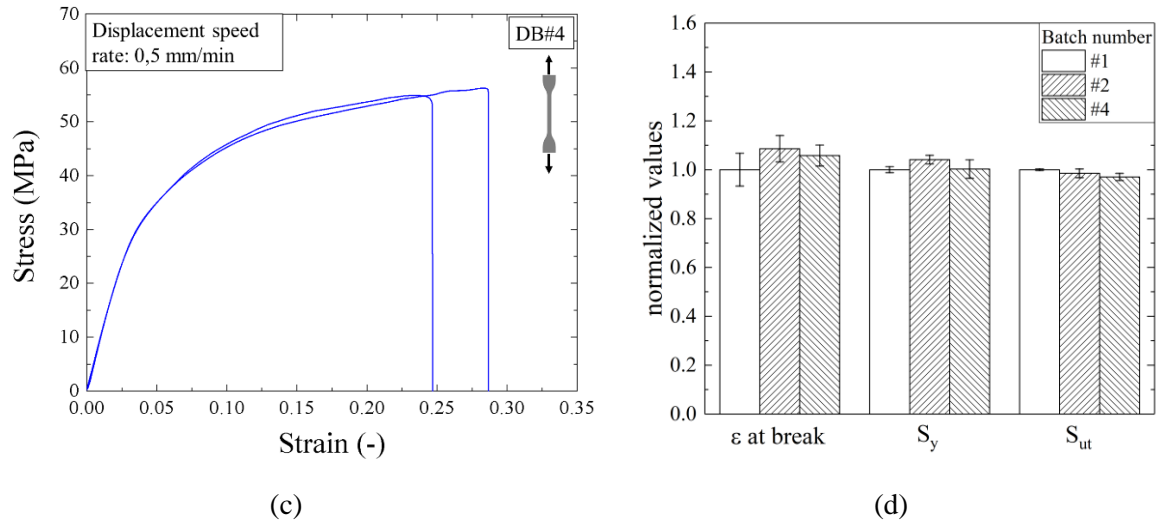 70
60
50
40
30
20
10
0
Stress (MPa)
Displacement speed
rate: 0,5 mm/min
DB#4
0.00 0.05 0.10 0.15 0.20 0.25 0.30 0.35
Strain (-)
(c)
1.6
1.4
1.2
1.0
0.8
0.6
0.4
0.2
0.0
normalized values
Batch number
#1
#2
#4
ε at break S_y S_ut
(d)